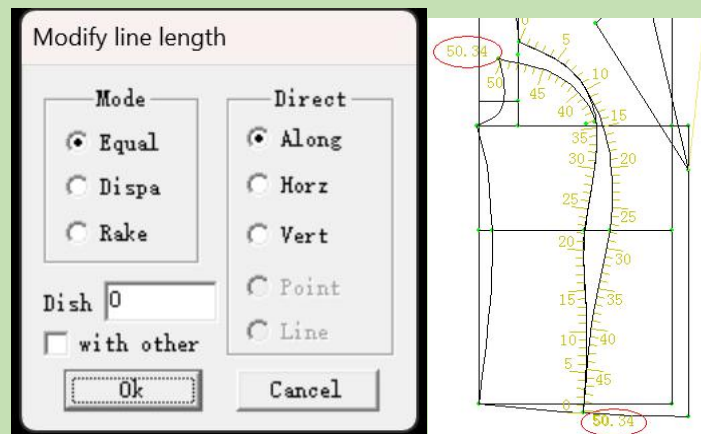 Modify line length
Mode
Equal
Dispa
Rake
Dish 0
with other
Direct
Along
Horz
Vert
Point
Line
Ok
Cancel
50.34
0
5
10
15
20
25
30
35
40
45
50.34
50
45
40
35
30
25
20
15
10
5
0